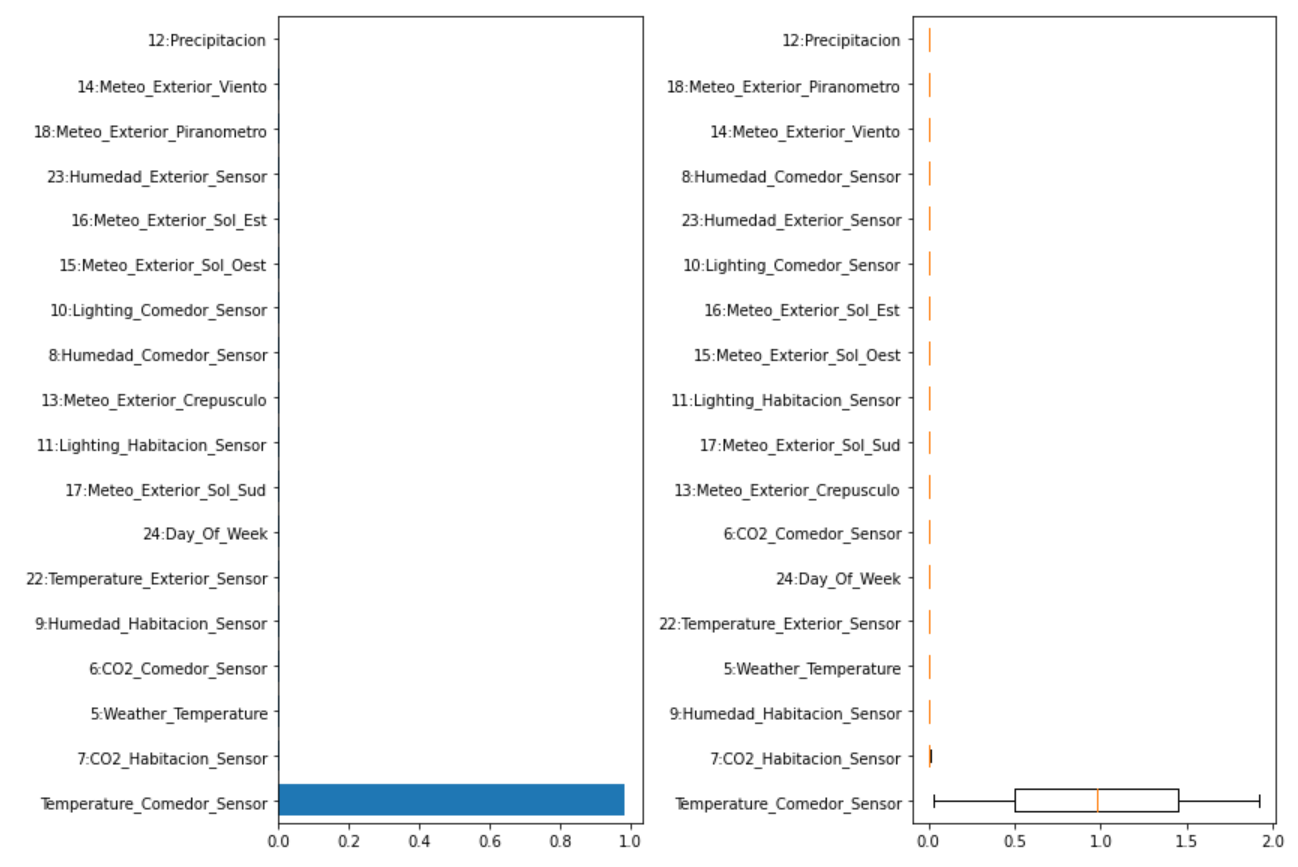 12:Precipitacion
14:Meteo_Exterior_Viento
18:Meteo_Exterior_Piranometro
23:Humedad_Exterior_Sensor
16:Meteo_Exterior_Sol_Est
15:Meteo_Exterior_Sol_Oest
10:Lighting_Comedor_Sensor
8:Humedad_Comedor_Sensor
13:Meteo_Exterior_Crepusculo
11:Lighting_Habitacion_Sensor
17:Meteo_Exterior_Sol_Sud
24:Day_Of_Week
22:Temperature_Exterior_Sensor
9:Humedad_Habitacion_Sensor
6:CO2_Comedor_Sensor
5:Weather_Temperature
7:CO2_Habitacion_Sensor
Temperature_Comedor_Sensor
0.0 0.2 0.4 0.6 0.8 1.0
12:Precipitacion
18:Meteo_Exterior_Piranometro
14:Meteo_Exterior_Viento
8:Humedad_Comedor_Sensor
23:Humedad_Exterior_Sensor
10:Lighting_Comedor_Sensor
16:Meteo_Exterior_Sol_Est
15:Meteo_Exterior_Sol_Oest
11:Lighting_Habitacion_Sensor
17:Meteo_Exterior_Sol_Sud
13:Meteo_Exterior_Crepusculo
6:CO2_Comedor_Sensor
24:Day_Of_Week
22:Temperature_Exterior_Sensor
5:Weather_Temperature
9:Humedad_Habitacion_Sensor
7:CO2_Habitacion_Sensor
Temperature_Comedor_Sensor
0.0 0.5 1.0 1.5 2.0